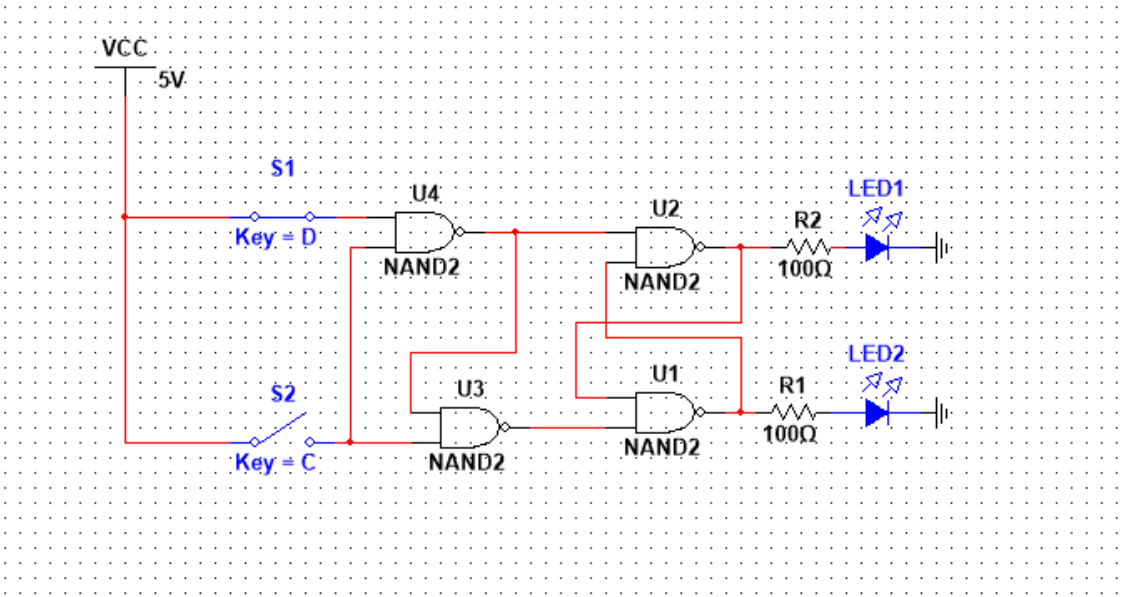 VCC
5V
S1
Key = D
U4
NAND2
U2
NAND2
R2
100Ω
LED1
S2
Key = C
U3
NAND2
U1
NAND2
R1
100Ω
LED2